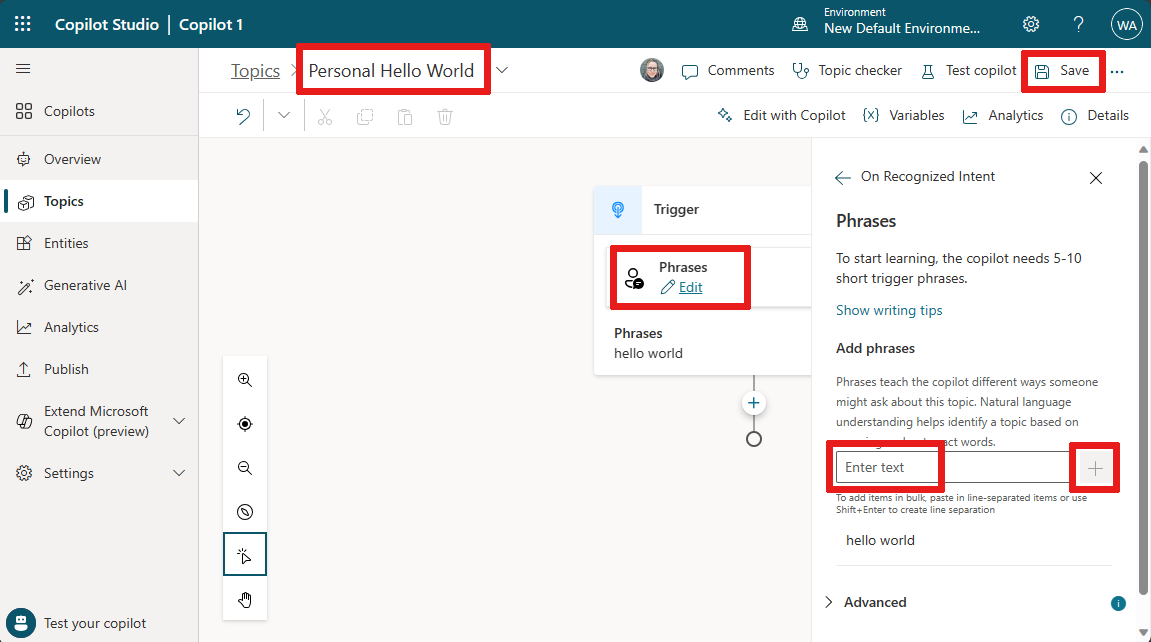 Copilot Studio | Copilot 1
Environment
New Default Environme...
?
WA
Topics > Personal Hello World
Comments
Topic checker
Test copilot
Save
...
Edit with Copilot
{x} Variables
Analytics
Details
Copilots
Overview
Topics
Entities
Generative AI
Analytics
Publish
Extend Microsoft
Copilot (preview)
Settings
Test your copilot
Trigger
Phrases
Edit
Phrases
hello world
On Recognized Intent
Phrases
To start learning, the copilot needs 5-10
short trigger phrases.
Show writing tips
Add phrases
Phrases teach the copilot different ways someone
might ask about this topic. Natural language
understanding helps identify a topic based on
words.
Enter text
To add items in bulk, paste in line-separated items or use
Shift+Enter to create line separation
hello world
Advanced